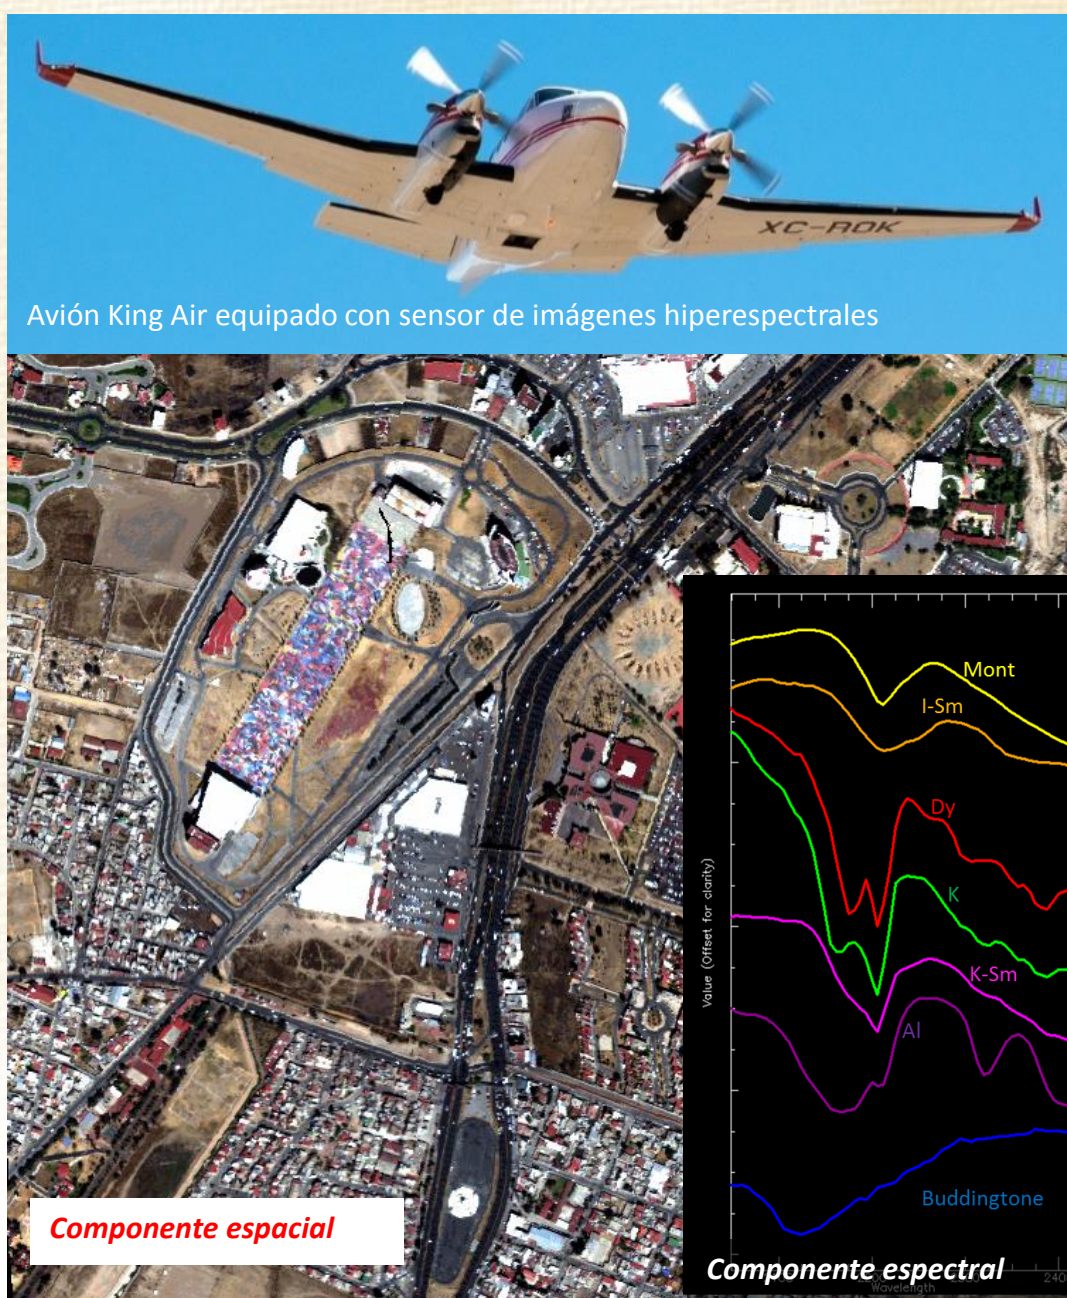 XC-ROK
Avión King Air equipado con sensor de imágenes hiperespectrales
Mont
I-Sm
Dy
K
K-Sm
Al
Buddingtone
Value (Offset for clarity)
Componente espacial
Componente espectral
Wavelength